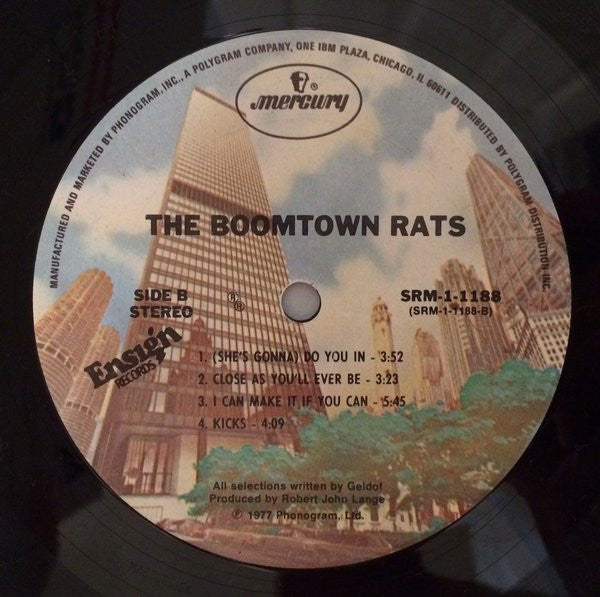 MANUFACTURED AND MARKETED BY PHONOGRAM, INC., A POLYGRAM COMPANY, ONE IBM PLAZA, CHICAGO, IL 60611 DISTRIBUTED BY POLYGRAM DISTRIBUTION INC.
mercury ®
THE BOOMTOWN RATS
SIDE B
STEREO
SRM-1-1188
(SRM-1-1188-B)
Ensign
RECORDS
1. (SHE'S GONNA) DO YOU IN - 3:52
2. CLOSE AS YOU'LL EVER BE - 3:23
3. I CAN MAKE IT IF YOU CAN - 5:45
4. KICKS - 4:09
All selections written by Geldof
Produced by Robert John Lange
℗ 1977 Phonogram, Ltd.